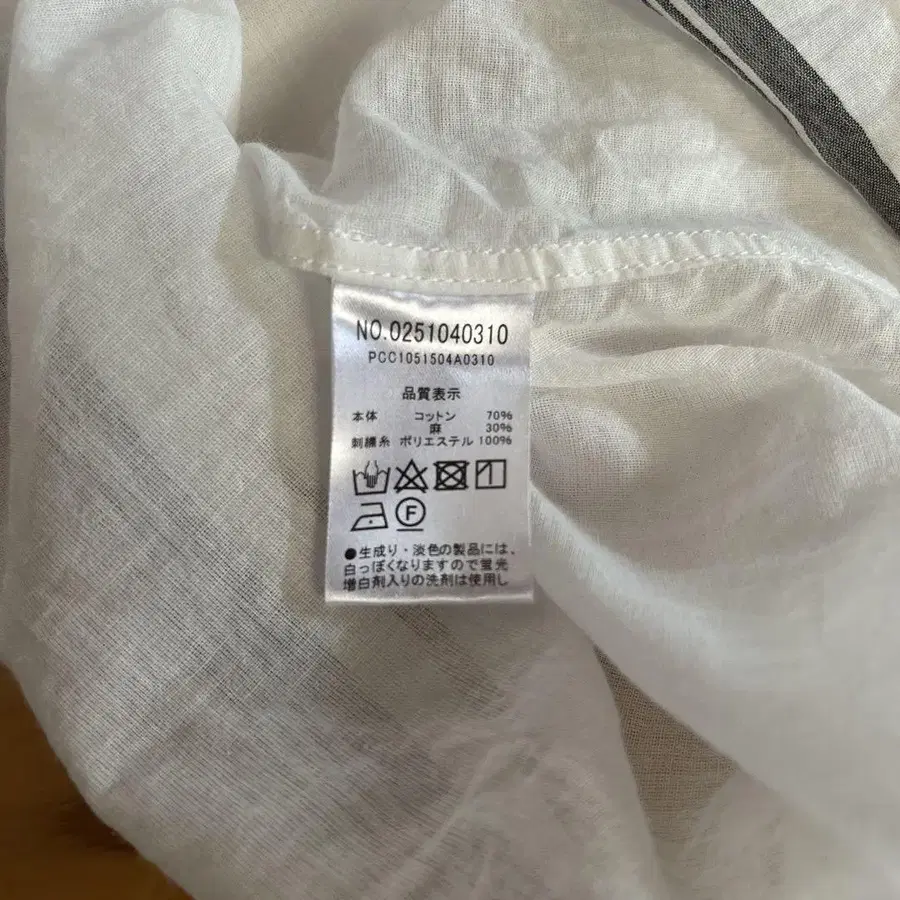 NO.0251040310
PCC1051504A0310
品質表示
本体 コットン 70%
麻 30%
刺繍糸 ポリエステル 100%
F
●生成り・淡色の製品には、
白っぽくなりますので蛍光
増白剤入りの洗剤は使用し